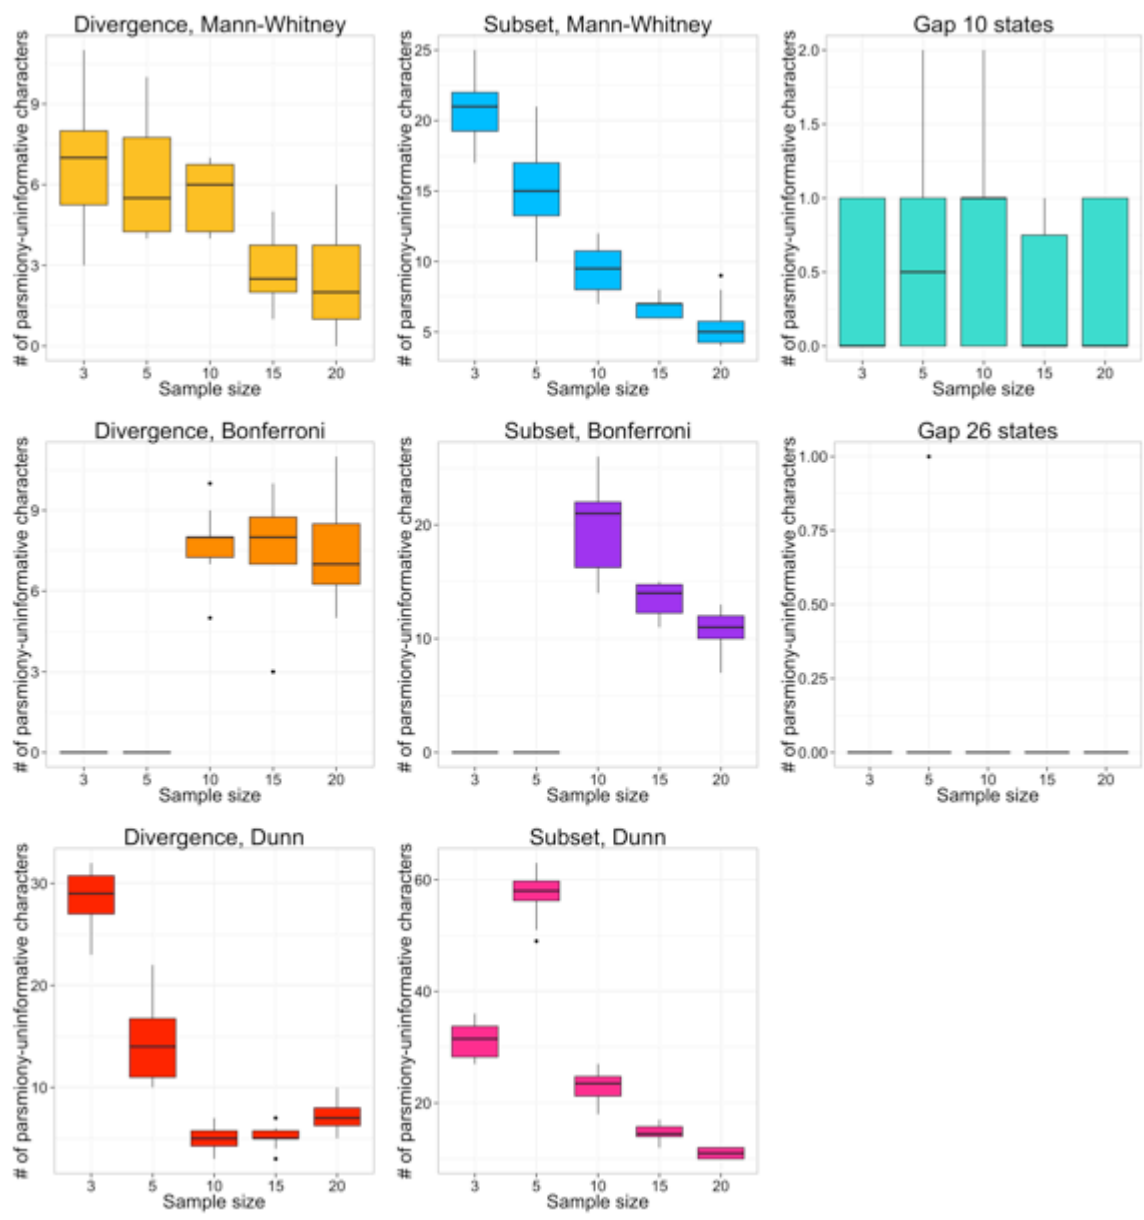 Divergence, Mann-Whitney
# of parsmiony-uninformative characters
9
6
3
0
3 5 10 15 20
Sample size
Subset, Mann-Whitney
# of parsmiony-uninformative characters
25
20
15
10
5
3 5 10 15 20
Sample size
Gap 10 states
# of parsmiony-uninformative characters
2.0
1.5
1.0
0.5
0.0
3 5 10 15 20
Sample size
Divergence, Bonferroni
# of parsmiony-uninformative characters
9
6
3
0
3 5 10 15 20
Sample size
Subset, Bonferroni
# of parsmiony-uninformative characters
20
10
0
3 5 10 15 20
Sample size
Gap 26 states
# of parsmiony-uninformative characters
1.00
0.75
0.50
0.25
0.00
3 5 10 15 20
Sample size
Divergence, Dunn
# of parsmiony-uninformative characters
30
20
10
3 5 10 15 20
Sample size
Subset, Dunn
# of parsmiony-uninformative characters
60
40
20
3 5 10 15 20
Sample size